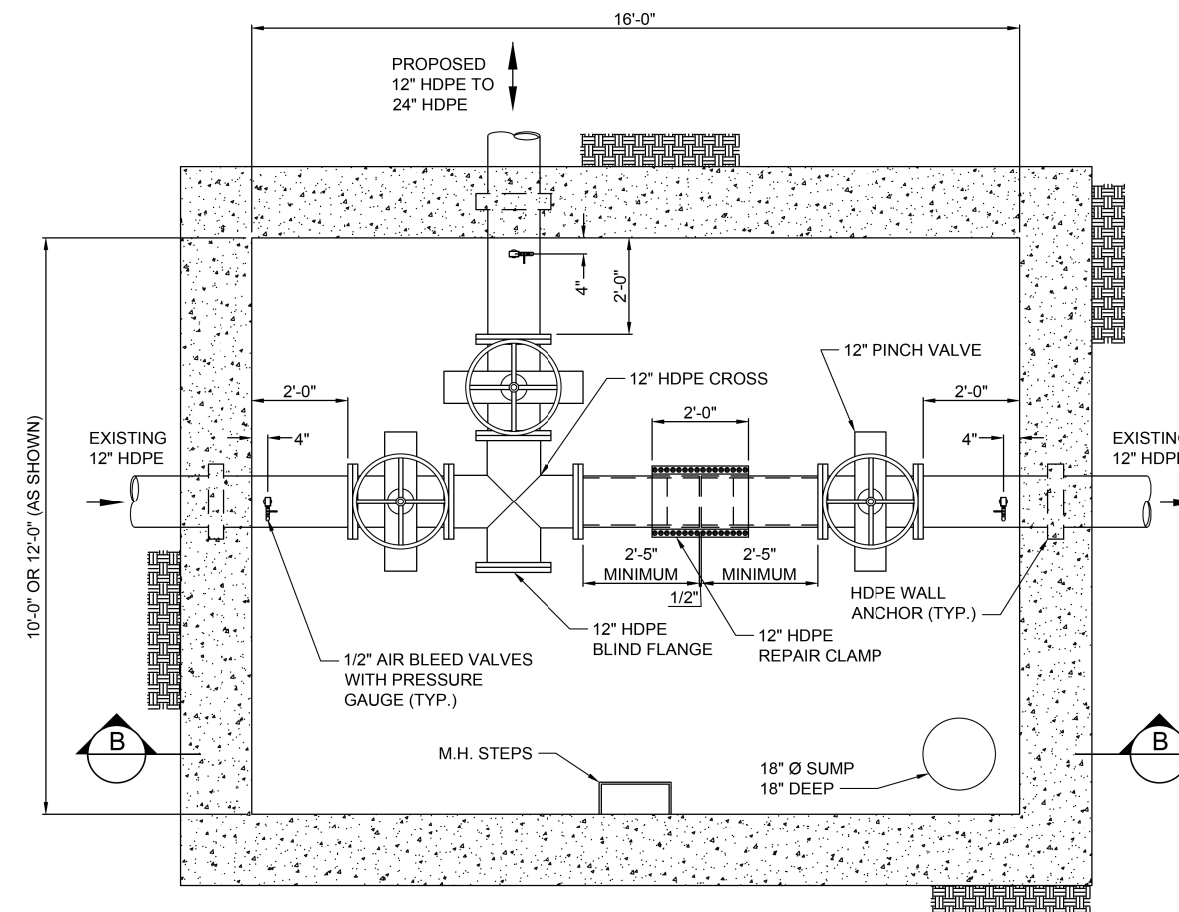 16'-0"
PROPOSED
12" HDPE TO
24" HDPE
4"
2'-0"
12" PINCH VALVE
12" HDPE CROSS
2'-0"
2'-0"
2'-0"
10'-0" OR 12'-0" (AS SHOWN)
EXISTING
12" HDPE
4"
4"
EXISTING
12" HDPE
2'-5"
MINIMUM
2'-5"
MINIMUM
1/2"
HDPE WALL
ANCHOR (TYP.)
12" HDPE
BLIND FLANGE
12" HDPE
REPAIR CLAMP
1/2" AIR BLEED VALVES
WITH PRESSURE
GAUGE (TYP.)
B
B
M.H. STEPS
18" Ø SUMP
18" DEEP